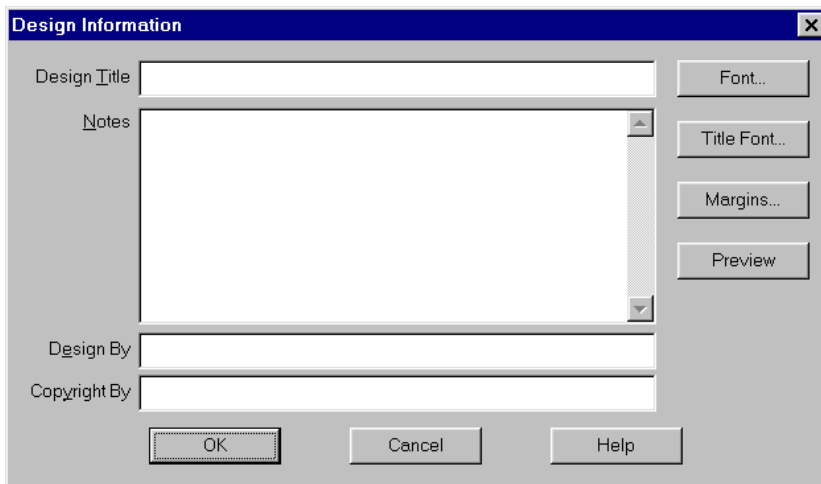 Design Information
Design Title
Font...
Notes
Title Font...
Margins...
Preview
Design By
Copyright By
OK Cancel Help